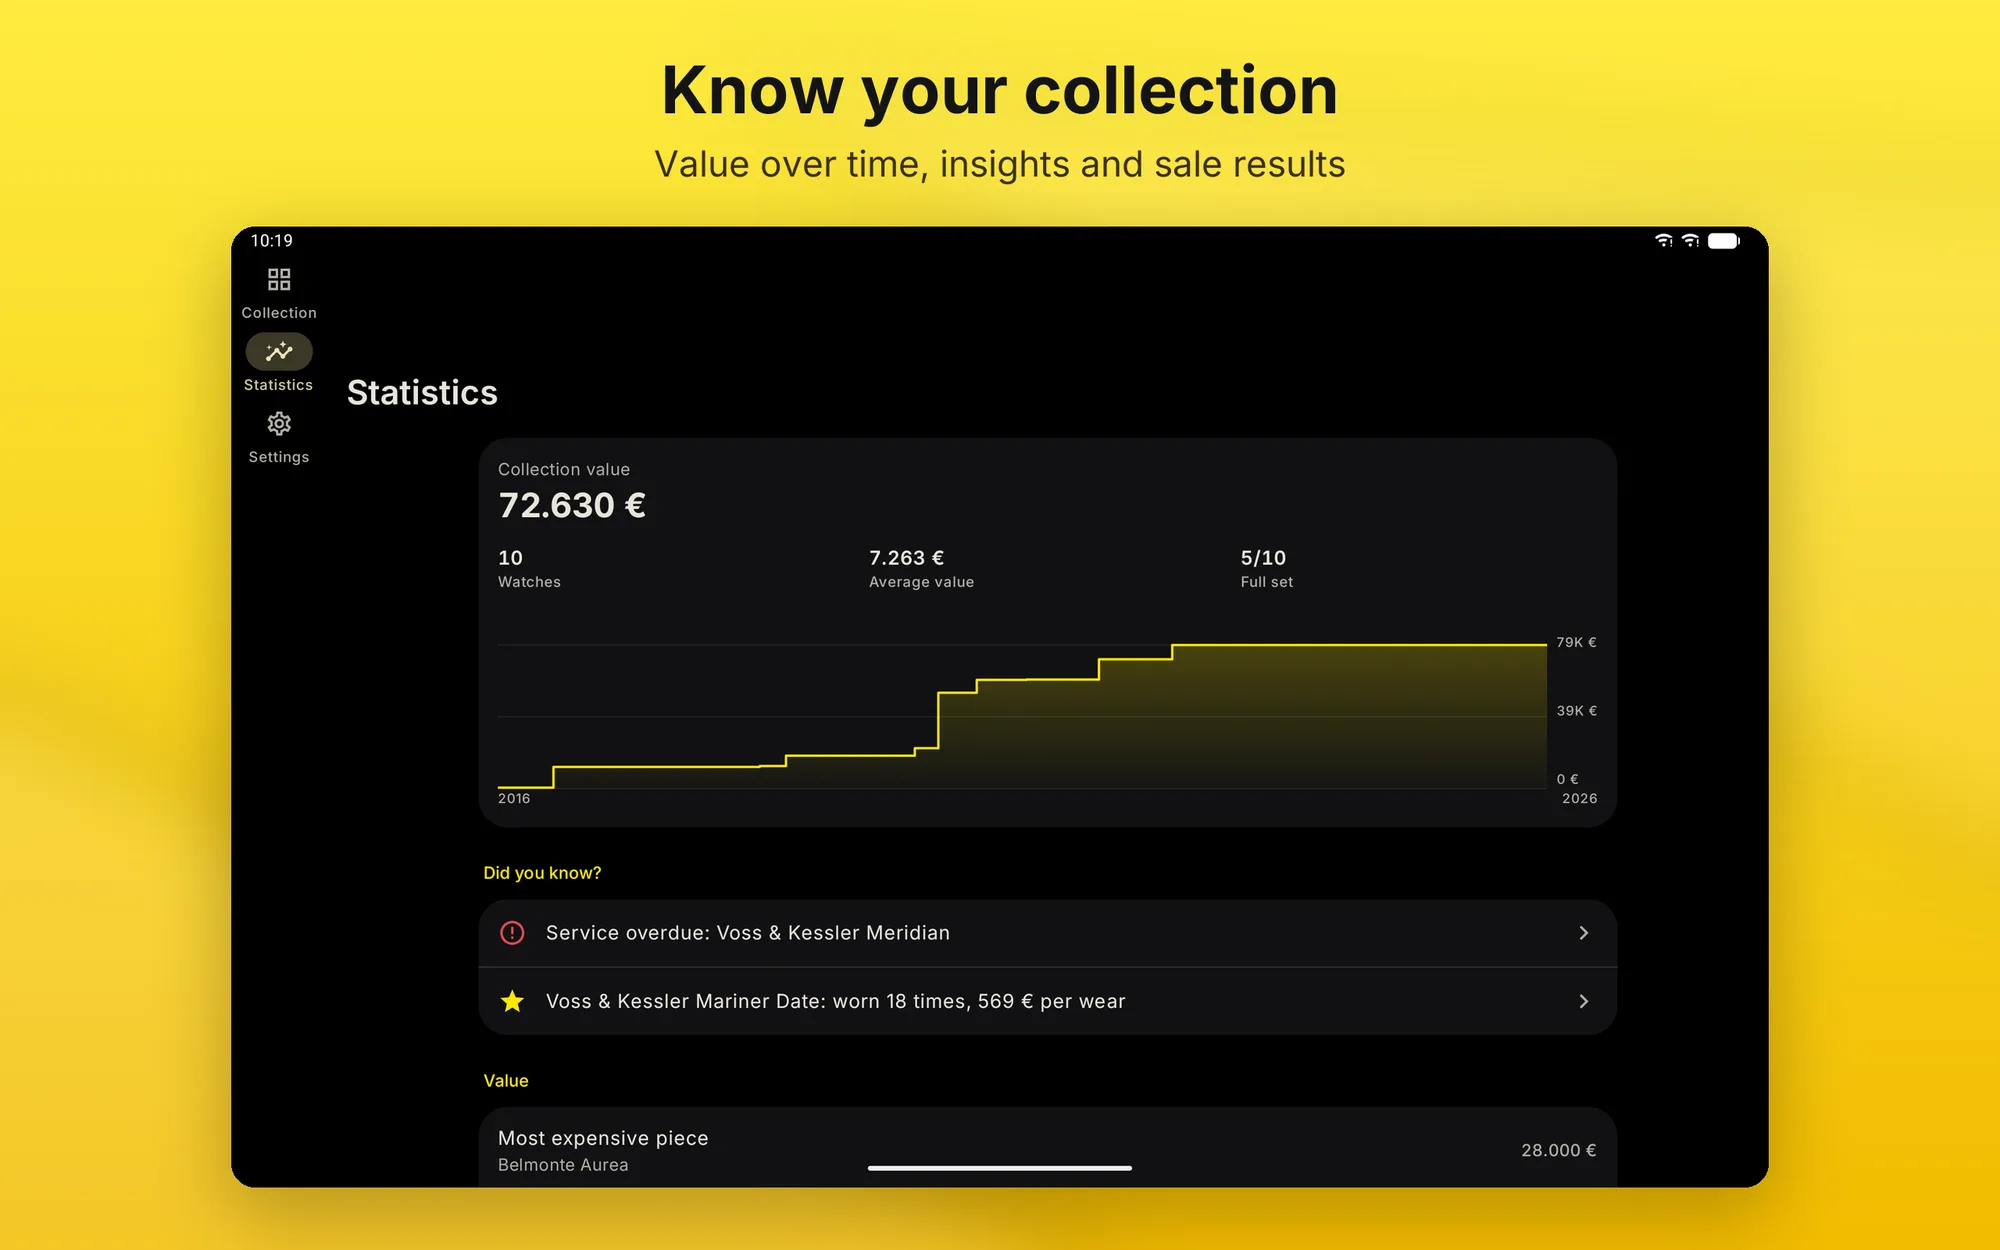 Know your collection
Value over time, insights and sale results
10:19
Collection
Statistics
Settings
Statistics
Collection value
72.630 €
10
Watches
7.263 €
Average value
5/10
Full set
79K €
39K €
0 €
2016
2026
Did you know?
Service overdue: Voss & Kessler Meridian
Voss & Kessler Mariner Date: worn 18 times, 569 € per wear
Value
Most expensive piece
Belmonte Aurea
28.000 €